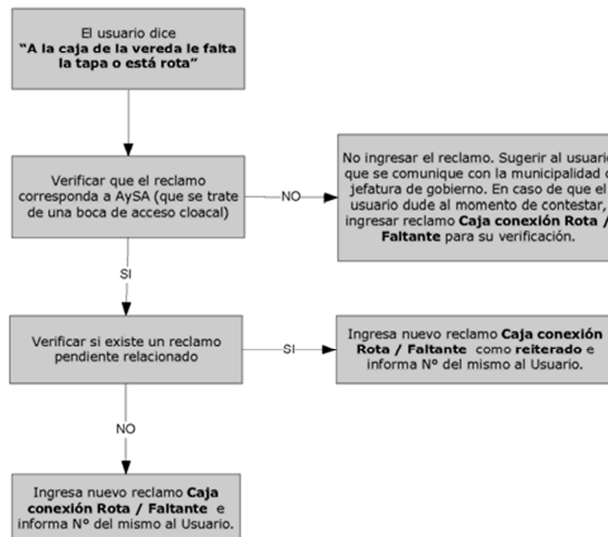 El usuario dice
“A la caja de la vereda le falta
la tapa o está rota”
Verificar que el reclamo
corresponda a AySA (que se trate
de una boca de acceso cloacal)
NO
No ingresar el reclamo. Sugerir al usuario
que se comunique con la municipalidad o
jefatura de gobierno. En caso de que el
usuario dude al momento de contestar,
ingresar reclamo Caja conexión Rota /
Faltante para su verificación.
SI
Verificar si existe un reclamo
pendiente relacionado
SI
Ingresa nuevo reclamo Caja conexión
Rota / Faltante como reiterado e
informa N° del mismo al Usuario.
NO
Ingresa nuevo reclamo Caja
conexión Rota / Faltante e
informa N° del mismo al Usuario.